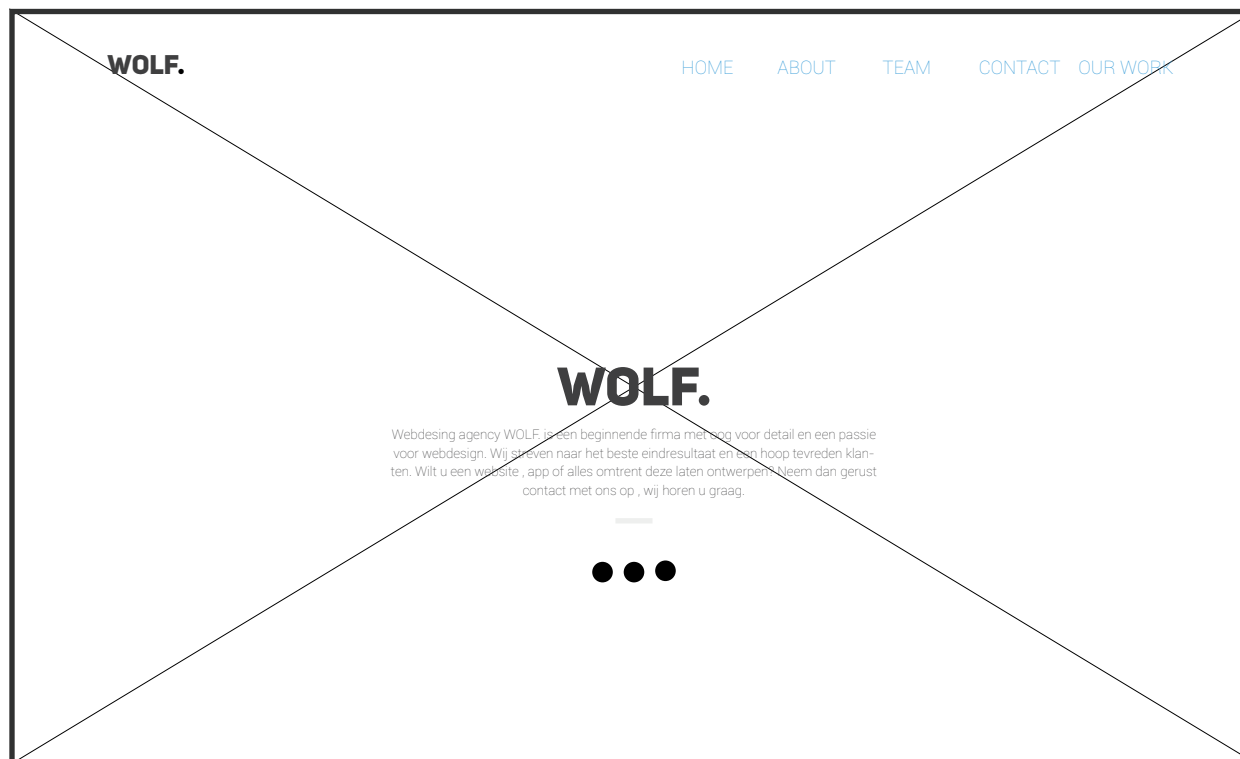 WOLF.
HOME ABOUT TEAM CONTACT OUR WORK
WOLF.
Webdesing agency WOLF. is een beginnende firma met oog voor detail en een passie
voor webdesign. Wij streven naar het beste eindresultaat en een hoop tevreden klan-
ten. Wilt u een website , app of alles omtrent deze laten ontwerpen? Neem dan gerust
contact met ons op , wij horen u graag.